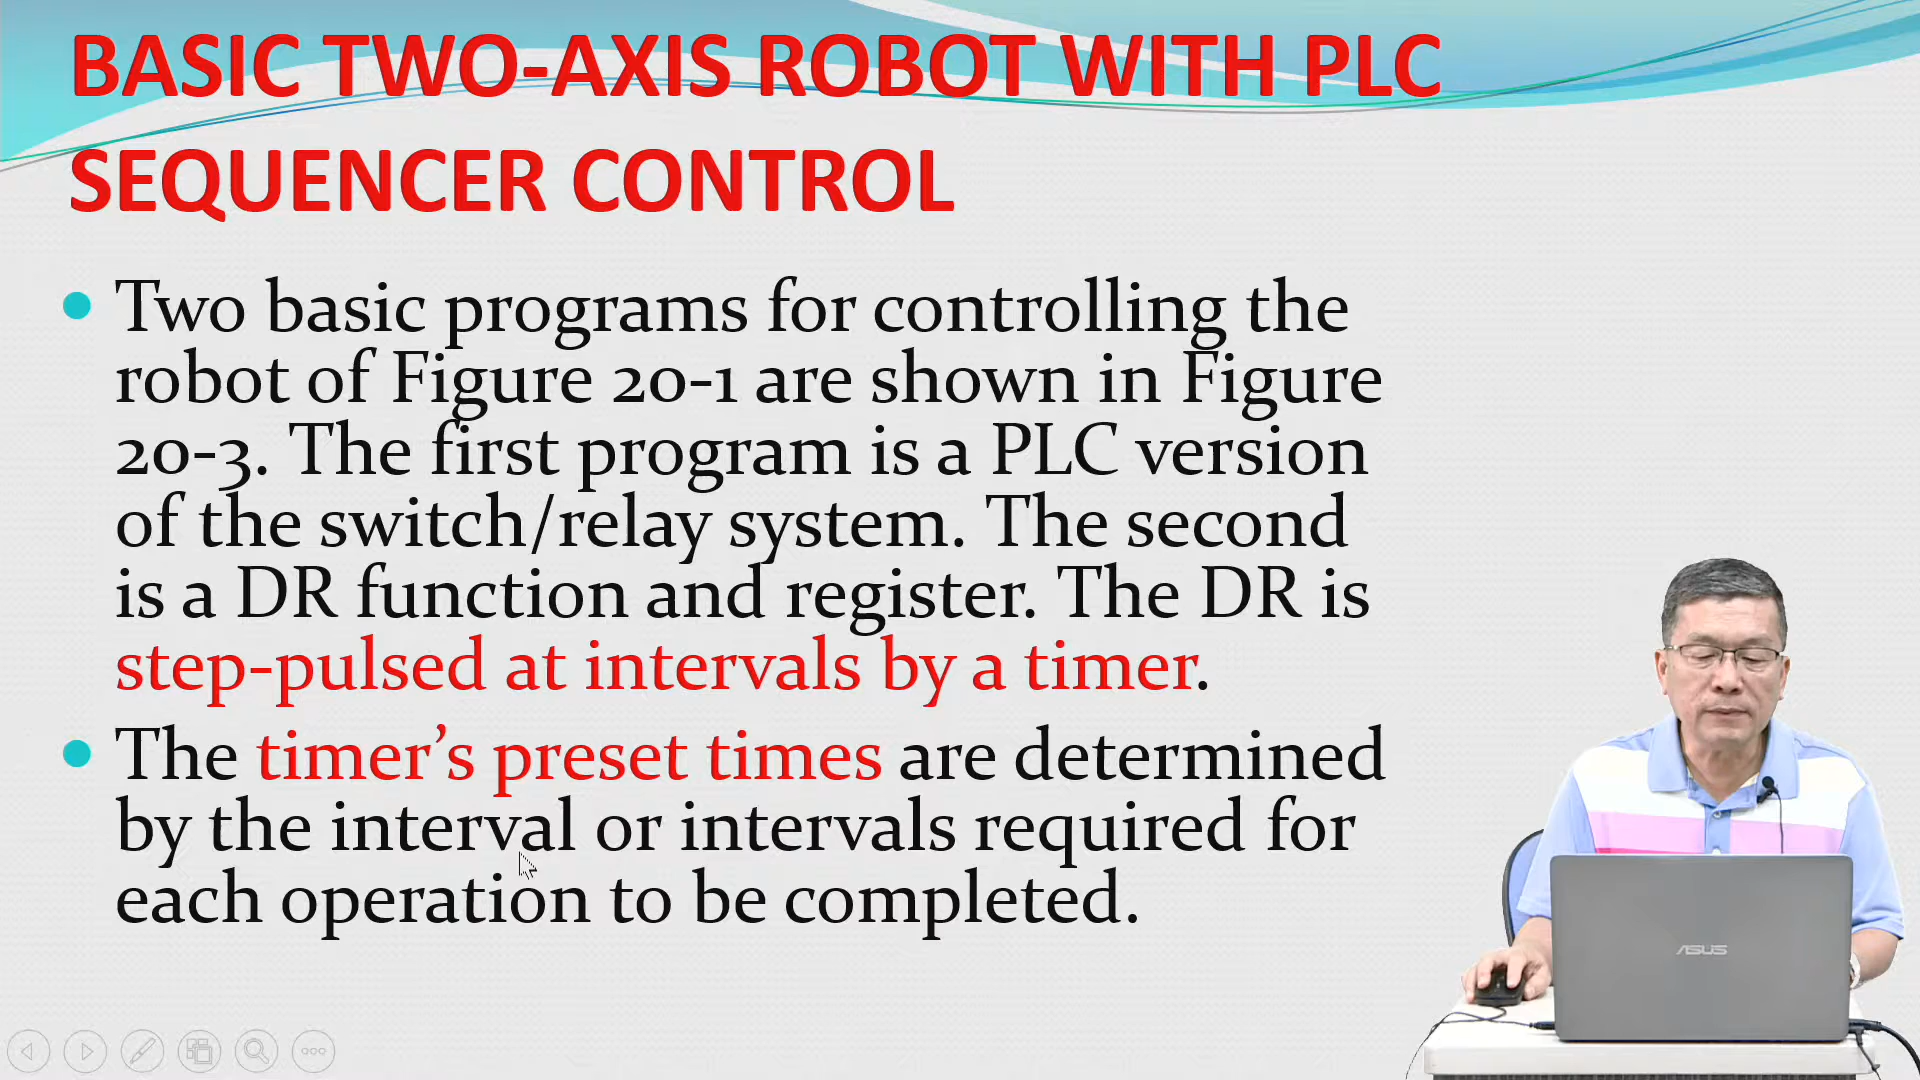 BASIC TWO-AXIS ROBOT WITH PLC
SEQUENCER CONTROL
Two basic programs for controlling the
robot of Figure 20-1 are shown in Figure
20-3. The first program is a PLC version
of the switch/relay system. The second
is a DR function and register. The DR is
step-pulsed at intervals by a timer.
The timer’s preset times are determined
by the interval or intervals required for
each operation to be completed.
ASUS